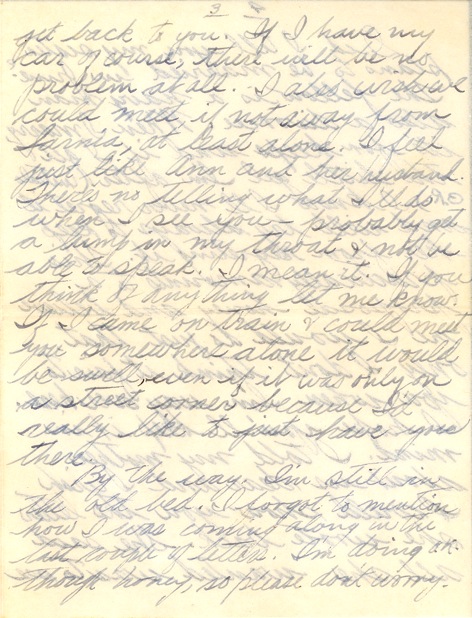 3
get back to you. If I have my
car of course, there will be no
problem at all. I also wish we
could meet, if not away from
Sarnia, at least alone. I feel
just like Ann and her husband.
There's no telling what I'll do
when I see you probably get
a lump in my throat & not be
able to speak. I mean it. If you
think of anything let me know.
If I came on train & could meet
you somewhere alone it would
be swell, even if it was only on
a street corner because I'd
really like to just have you
there.
By the way. I'm still in
the old bed. I forgot to mention
how I was coming along in the
last couple of letters. I'm doing ok
though honey, so please don't worry.